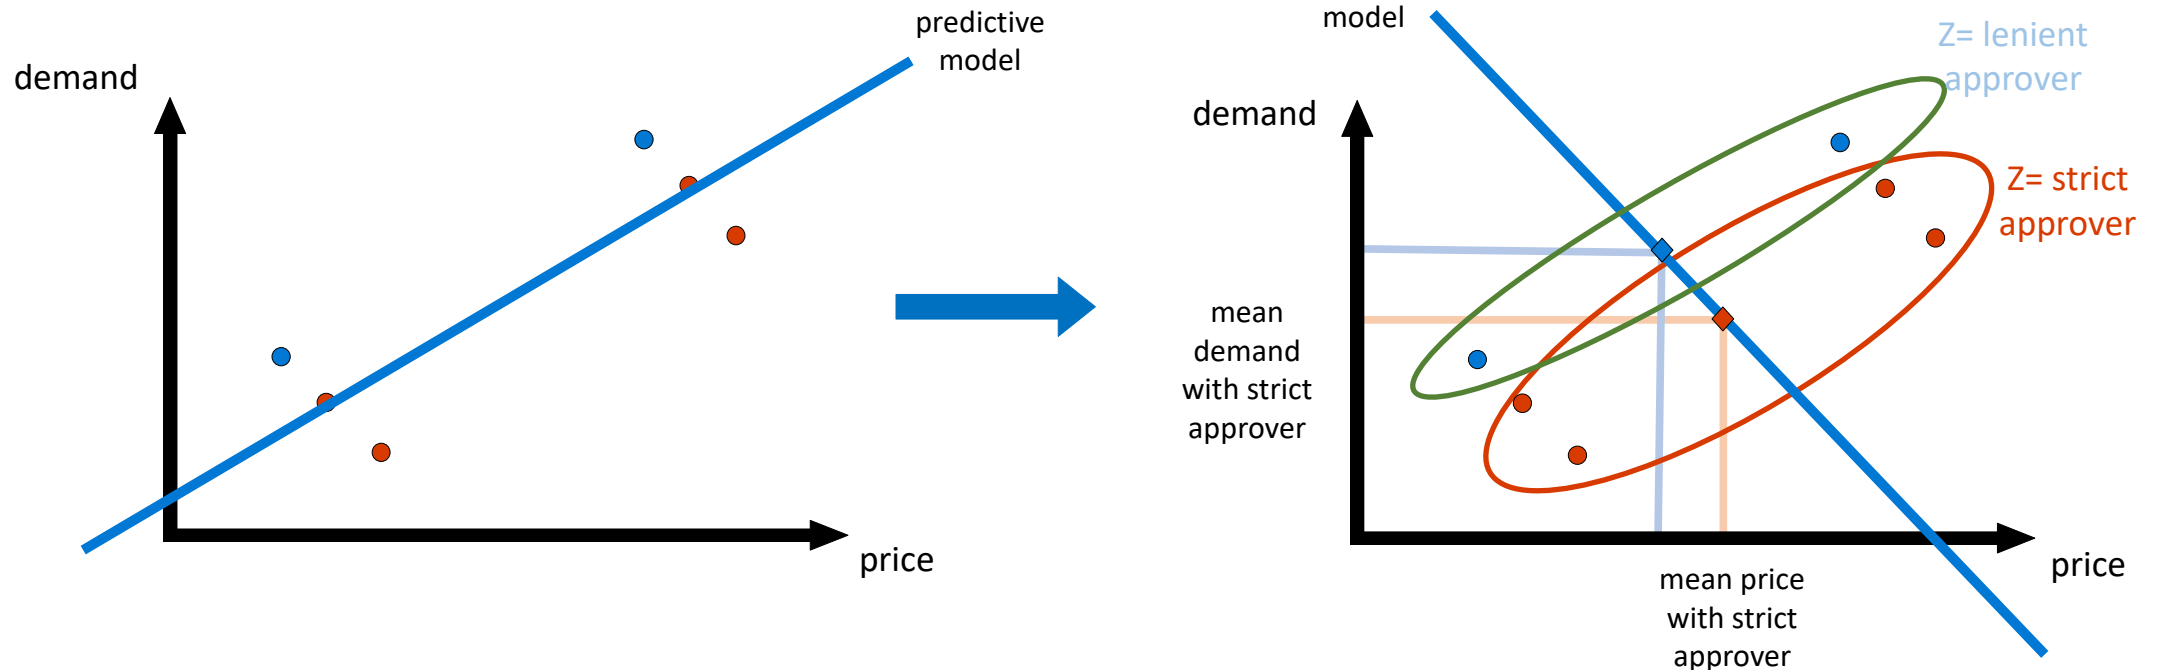 predictive
model
demand
price
model
Z= lenient
approver
demand
Z= strict
approver
mean
demand
with strict
approver
price
mean price
with strict
approver